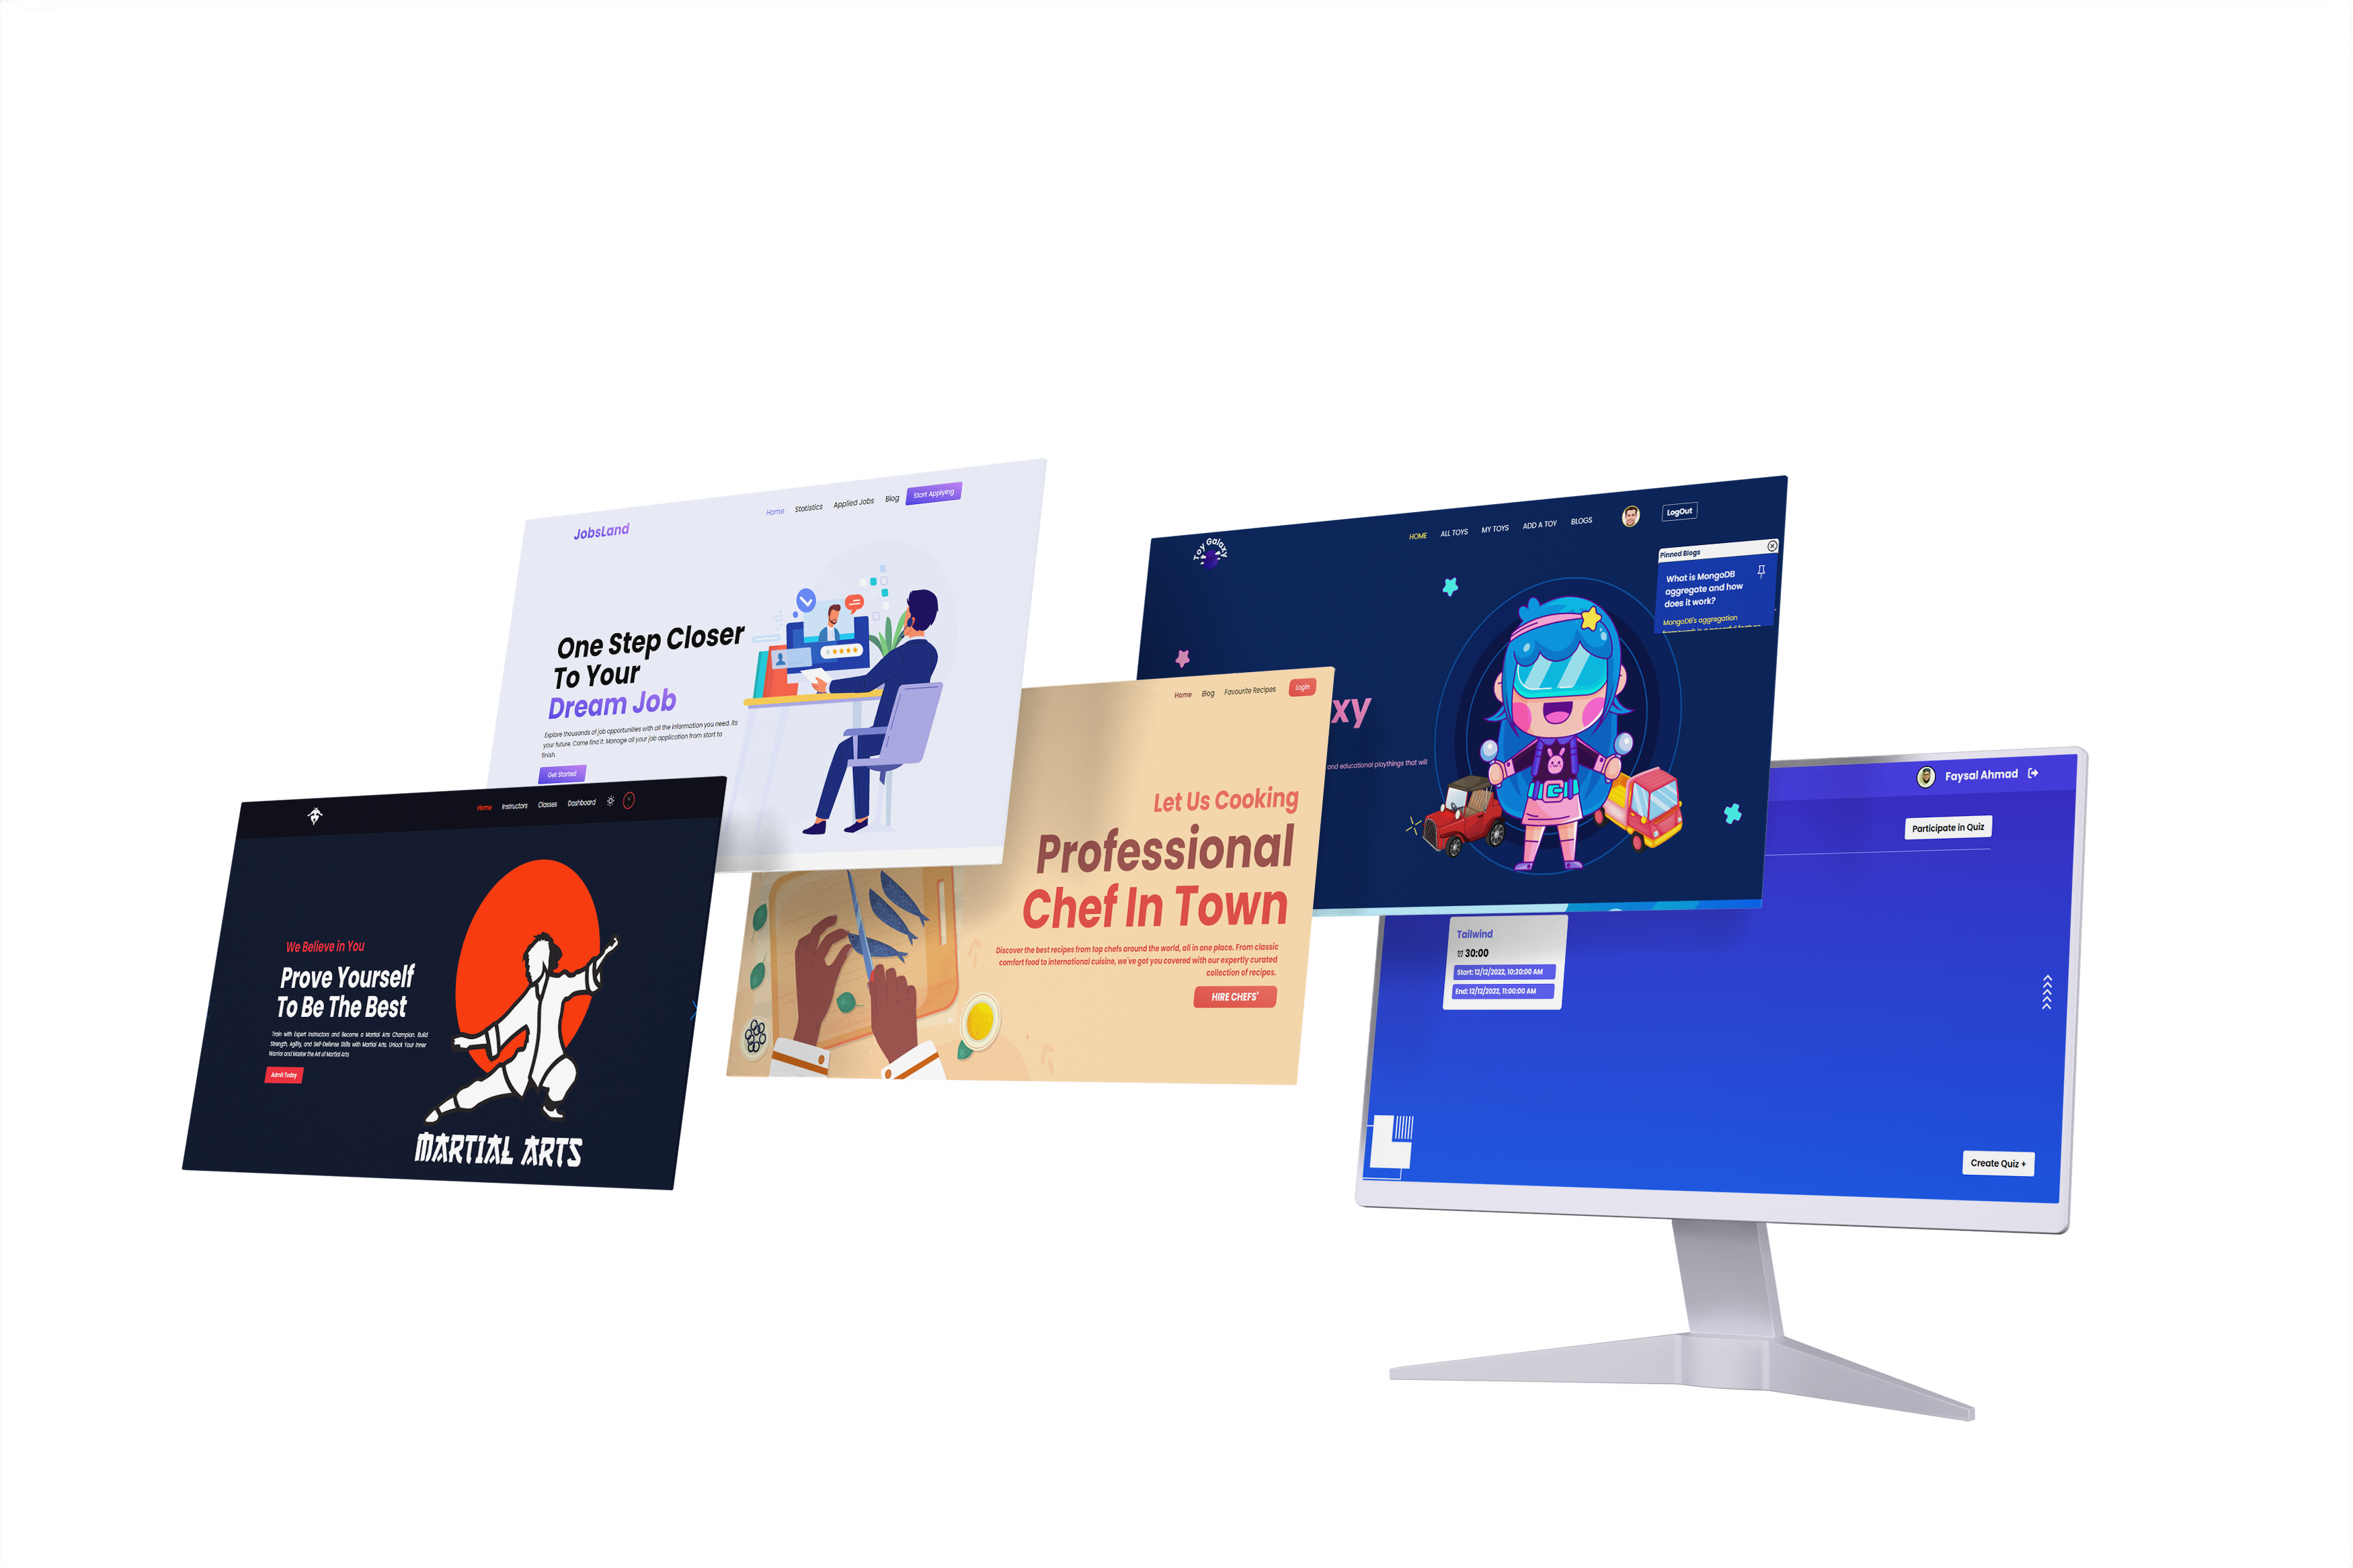 JobsLand
Home Statistics Applied Jobs Blog Start Applying
One Step Closer
To Your
Dream Job
Explore thousands of job opportunities with all the information you need. Its
your future. Come find it. Manage all your job application from start to
finish.
Get Started
Toy Galaxy
HOME ALL TOYS MY TOYS ADD A TOY BLOGS LogOut
Pinned Blogs
What is MongoDB
aggregate and how
does it work?
MongoDB's aggregation
framework is a powerful feature
xy
and educational playthings that will
Home Blog Favourite Recipes Login
Let Us Cooking
Professional
Chef In Town
Discover the best recipes from top chefs around the world, all in one place. From classic
comfort food to international cuisine, we've got you covered with our expertly curated
collection of recipes.
HIRE CHEFS'
Home Instructors Classes Dashboard
We Believe in You
Prove Yourself
To Be The Best
Train with Expert Instructors and Become a Martial Arts Champion. Build
Strength, Agility, and Self-Defense Skills with Martial Arts. Unlock Your Inner
Warrior and Master the Art of Martial Arts
Admit Today
MARTIAL ARTS
Faysal Ahmad
Participate in Quiz
Tailwind
30:00
Start: 12/12/2022, 10:30:00 AM
End: 12/12/2022, 11:00:00 AM
Create Quiz +